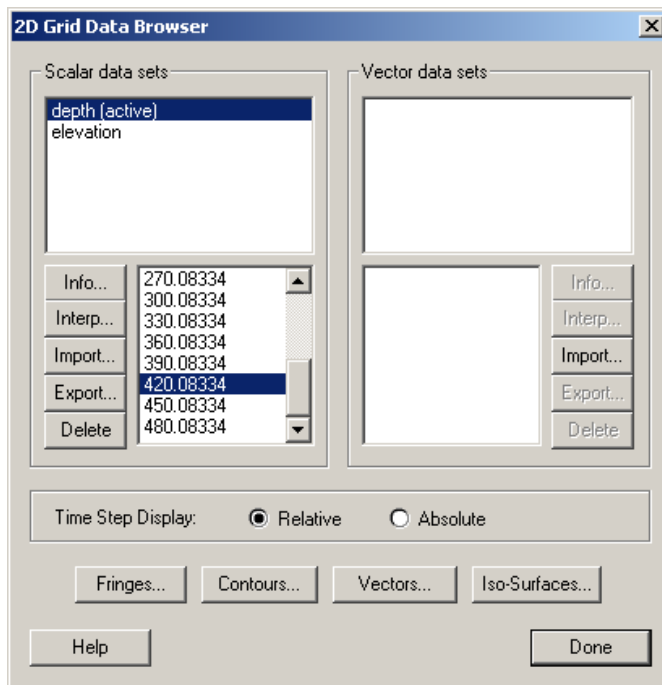 2D Grid Data Browser
Scalar data sets
depth (active)
elevation
Info...
Interp...
Import...
Export...
Delete
270.08334
300.08334
330.08334
360.08334
390.08334
420.08334
450.08334
480.08334
Vector data sets
Info...
Interp...
Import...
Export...
Delete
Time Step Display: Relative Absolute
Fringes... Contours... Vectors... Iso-Surfaces...
Help Done